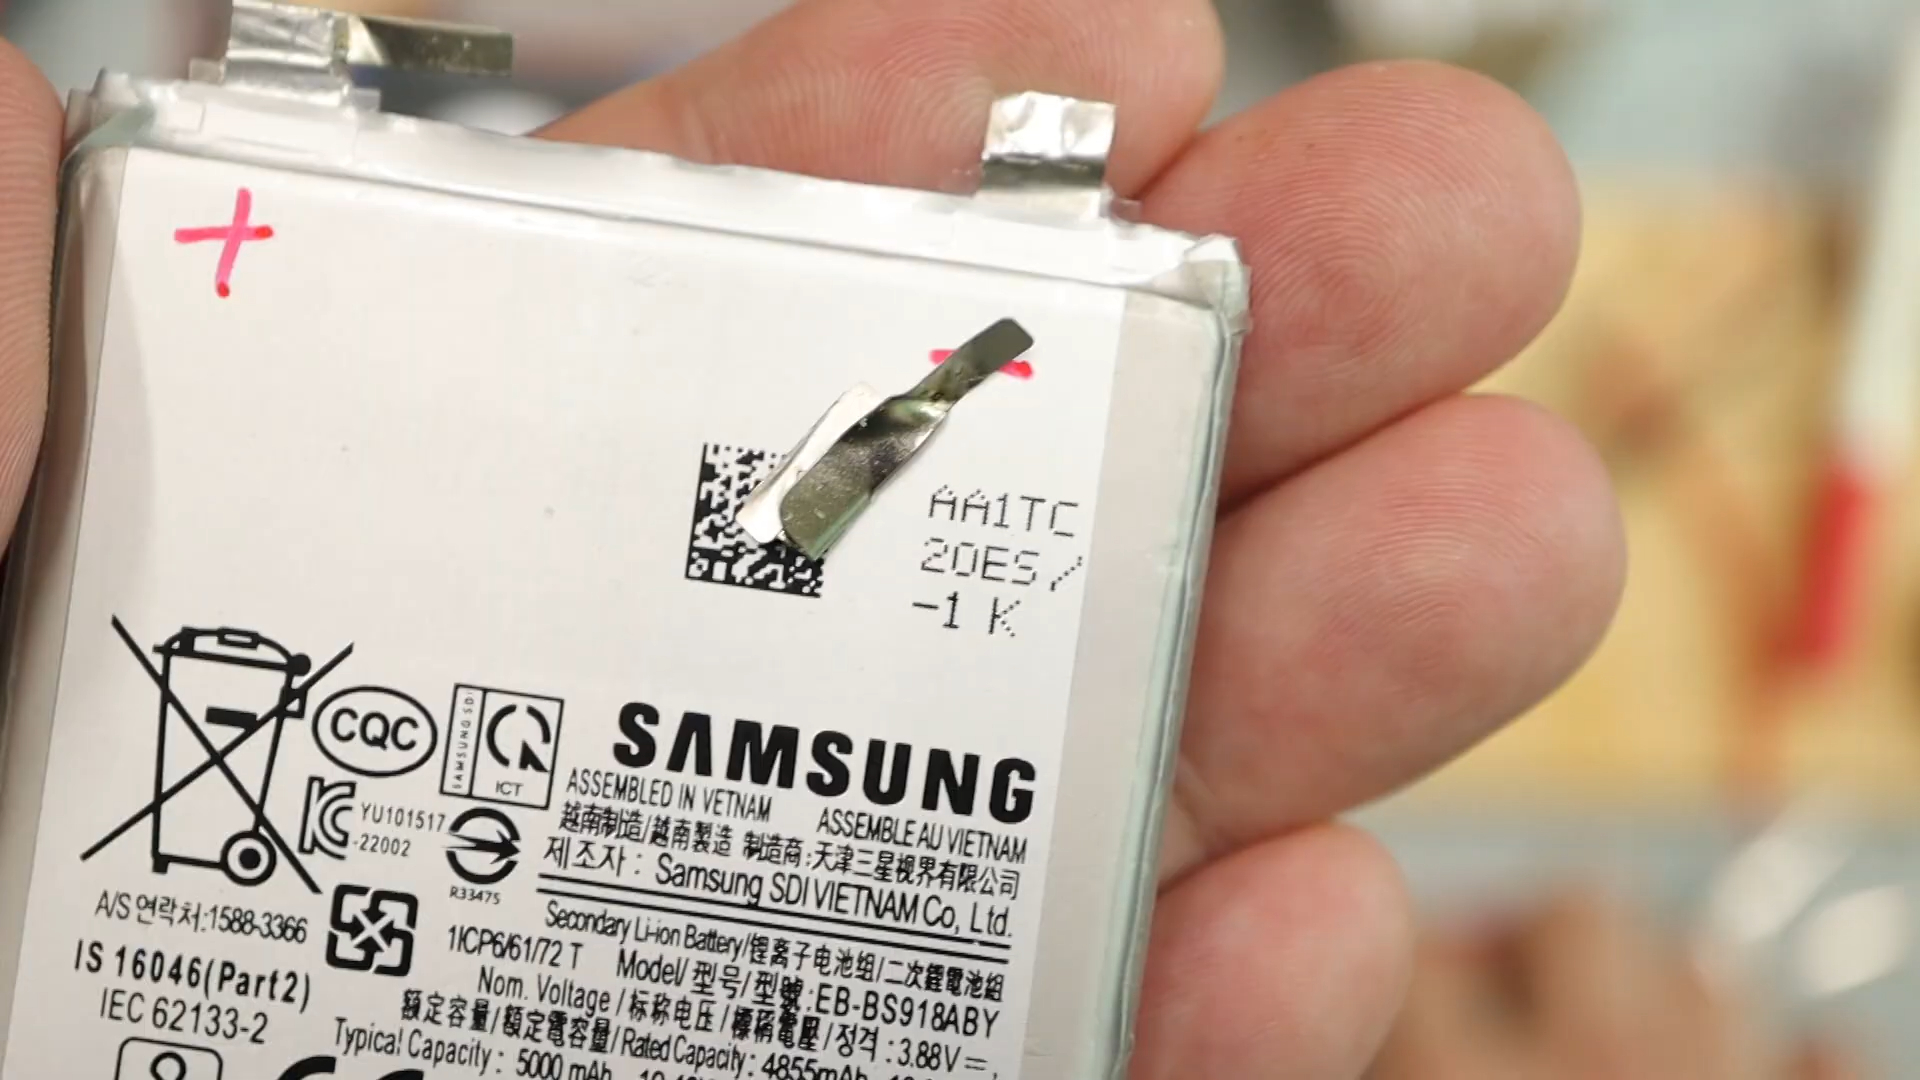 +
-
AA1TC
20ES/
-1 K
CQC
SAMSUNG SDI
ICT
SAMSUNG
ASSEMBLED IN VETNAM
ASSEMBLE AU VIETNAM
越南制造/越南製造 制造商:天津三星视界有限公司
제조자 : Samsung SDI VIETNAM Co, Ltd.
YU101517
-22002
R33475
A/S 연락처:1588-3366
IS 16046(Part2)
IEC 62133-2
Secondary Li-ion Battery/锂离子电池组/二次鋰電池組
1ICP6/61/72 T
Model/型号/型號:EB-BS918ABY
Nom. Voltage/标称电压/標稱電壓/정격:3.88V=,
額定容量/額定電容量/Rated Capacity: 4855mAh
Typical Capacity: 5000 mAh